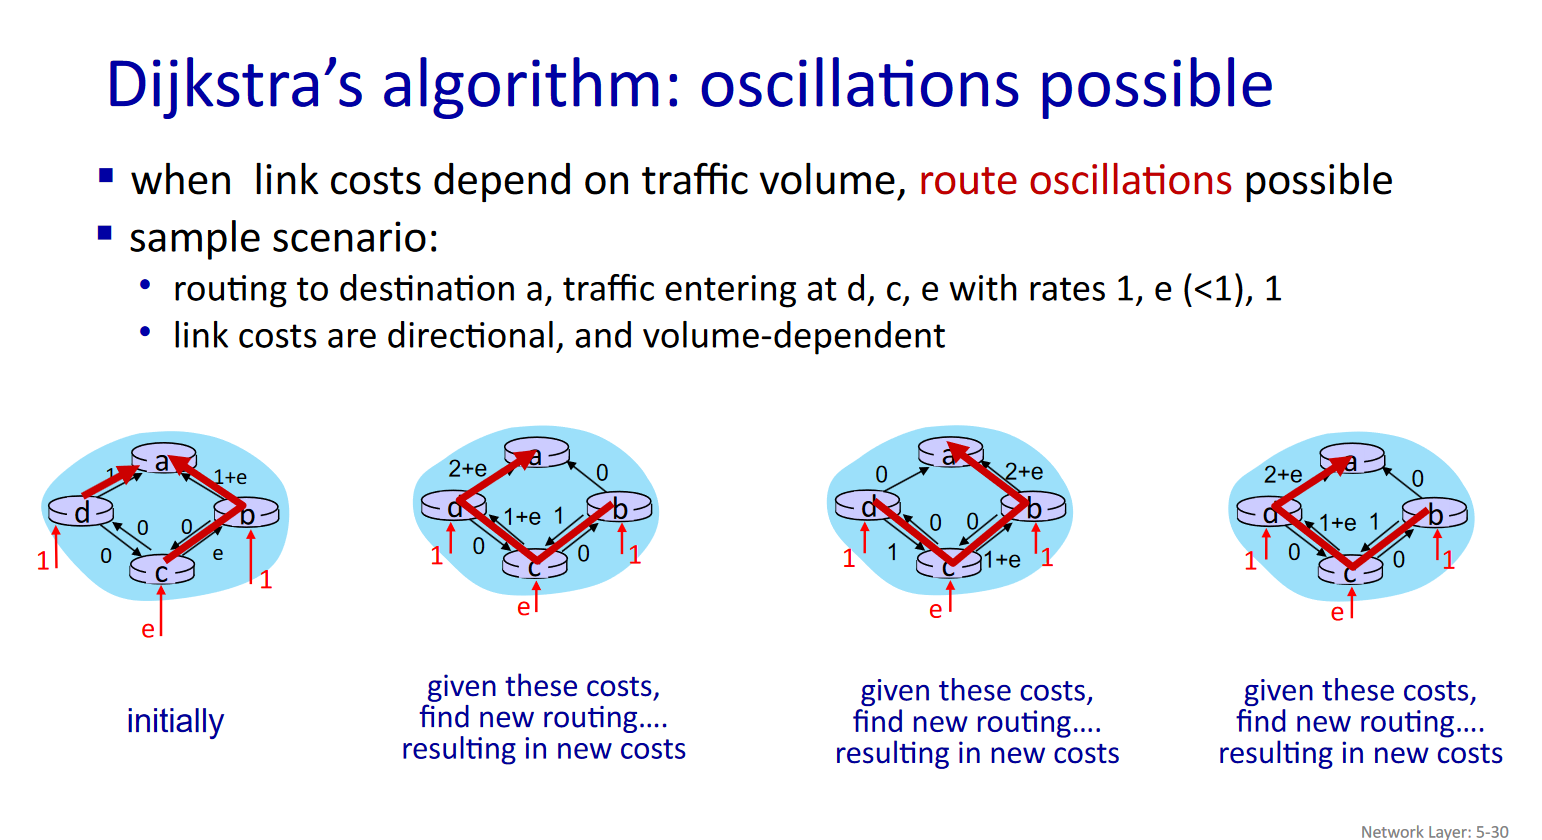 Dijkstra’s algorithm: oscillations possible
▪ when  link costs depend on traffic volume, route oscillations possible
▪ sample scenario:
• routing to destination a, traffic entering at d, c, e with rates 1, e (<1), 1
• link costs are directional, and volume-dependent
a
1
1+e
d
b
0
0
0
e
c
1
1
e
initially
a
2+e
0
d
b
1+e
1
0
0
c
1
1
e
given these costs,
find new routing....
resulting in new costs
a
0
2+e
d
b
0
0
1
1+e
c
1
1
e
given these costs,
find new routing....
resulting in new costs
a
2+e
0
d
b
1+e
1
0
0
c
1
1
e
given these costs,
find new routing....
resulting in new costs
Network Layer: 5-30